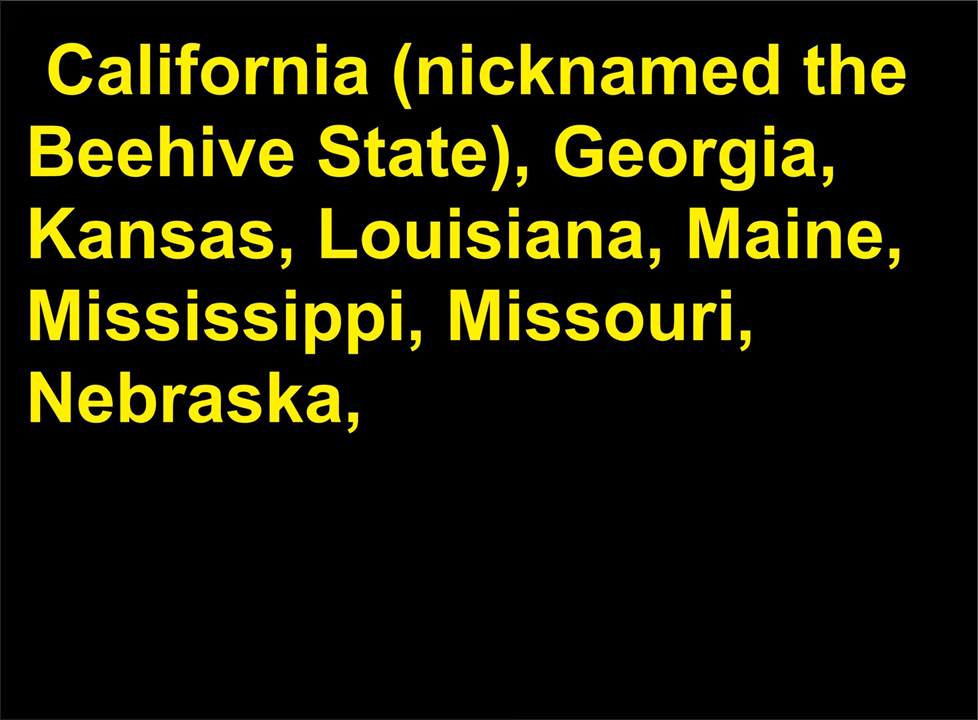 California (nicknamed the
Beehive State), Georgia,
Kansas, Louisiana, Maine,
Mississippi, Missouri,
Nebraska,